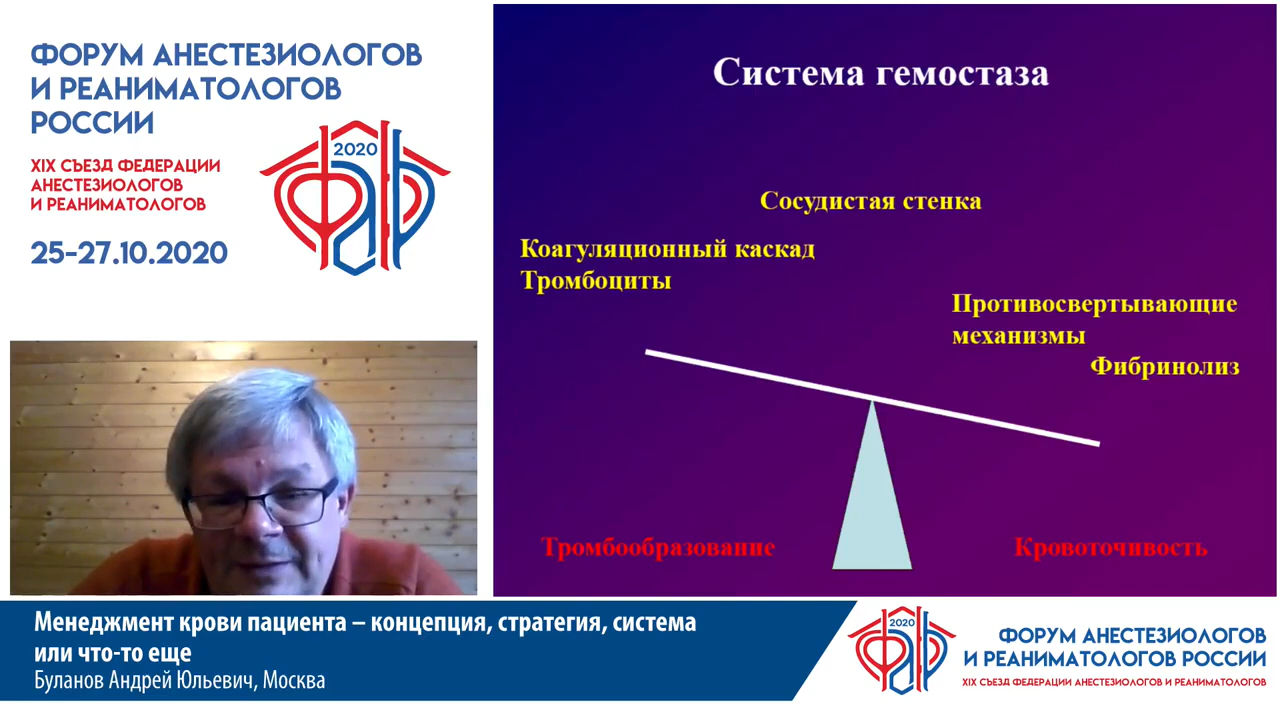 ФОРУМ АНЕСТЕЗИОЛОГОВ
И РЕАНИМАТОЛОГОВ
РОССИИ
XIX СЪЕЗД ФЕДЕРАЦИИ
АНЕСТЕЗИОЛОГОВ
И РЕАНИМАТОЛОГОВ
25-27.10.2020
2020
ФАР
Система гемостаза
Сосудистая стенка
Коагуляционный каскад
Тромбоциты
Противосвертывающие
механизмы
Фибринолиз
Тромбообразование
Кровоточивость
Менеджмент крови пациента – концепция, стратегия, система
или что-то еще
Буланов Андрей Юльевич, Москва
2020
ФАР
ФОРУМ АНЕСТЕЗИОЛОГОВ
И РЕАНИМАТОЛОГОВ РОССИИ
XIX СЪЕЗД ФЕДЕРАЦИИ АНЕСТЕЗИОЛОГОВ И РЕАНИМАТОЛОГОВ